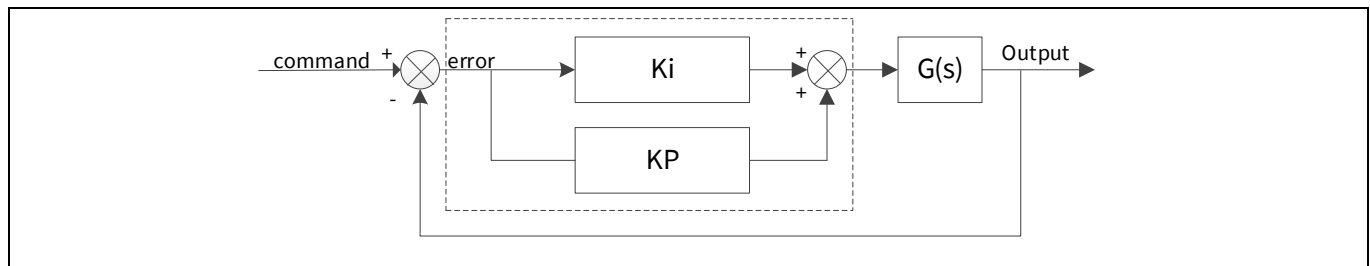 command
+
-
error
Ki
KP
+
+
G(s)
Output